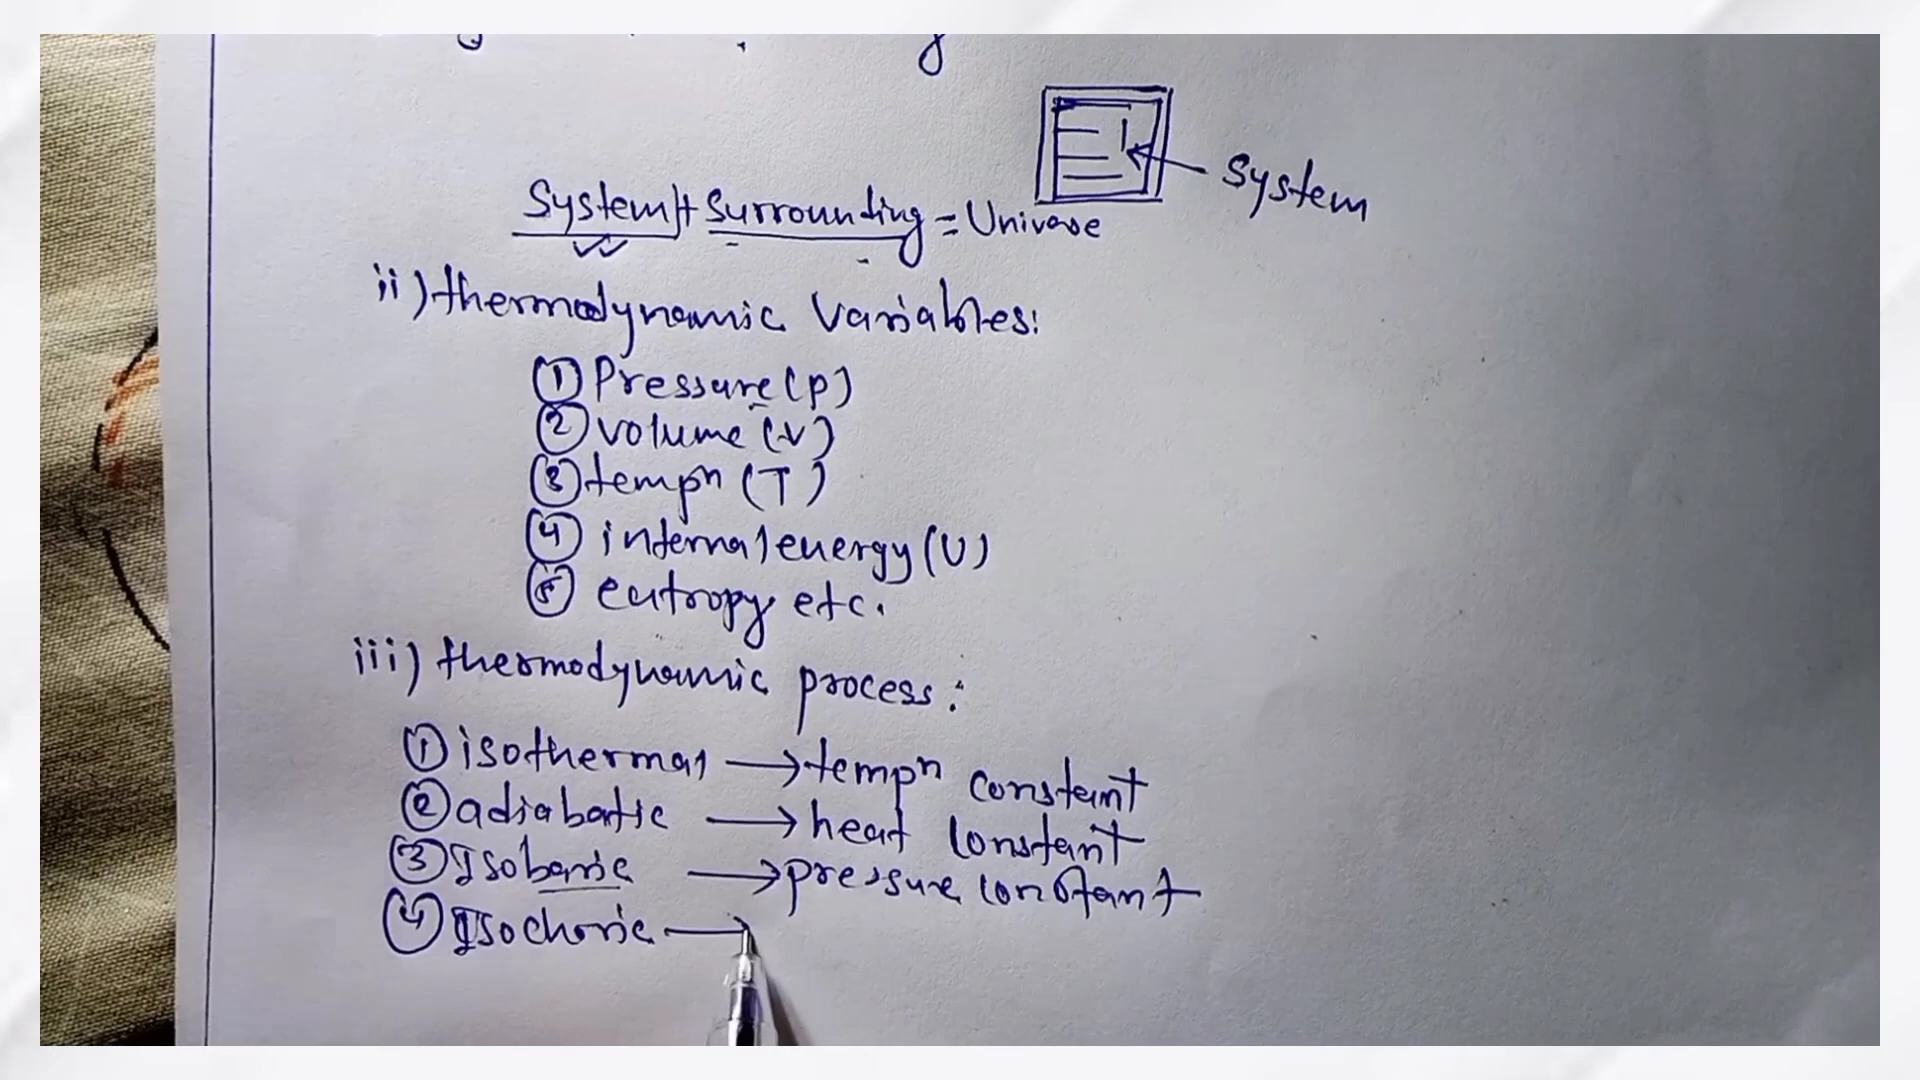 System
System + Surrounding = Universe
ii) thermodynamic variables:
① Pressure (P)
② volume (V)
③ tempn (T)
④ internal energy (U)
⑤ entropy etc.
iii) thermodynamic process:
① isothermal → tempn constant
② adiabatic → heat constant
③ Isobaric → pressure constant
④ Isochoric →